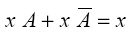 x A + x A̅ = x